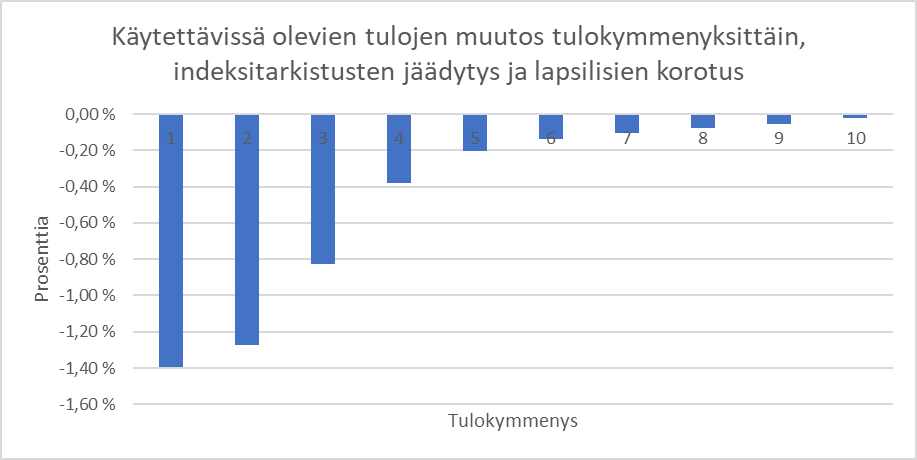 Käytettävissä olevien tulojen muutos tulokymmenyksittäin,
indeksitarkistusten jäädytys ja lapsilisien korotus
0,00 %
-0,20 %
-0,40 %
-0,60 %
-0,80 %
-1,00 %
-1,20 %
-1,40 %
-1,60 %
Prosenttia
1 2 3 4 5 6 7 8 9 10
Tulokymmenys